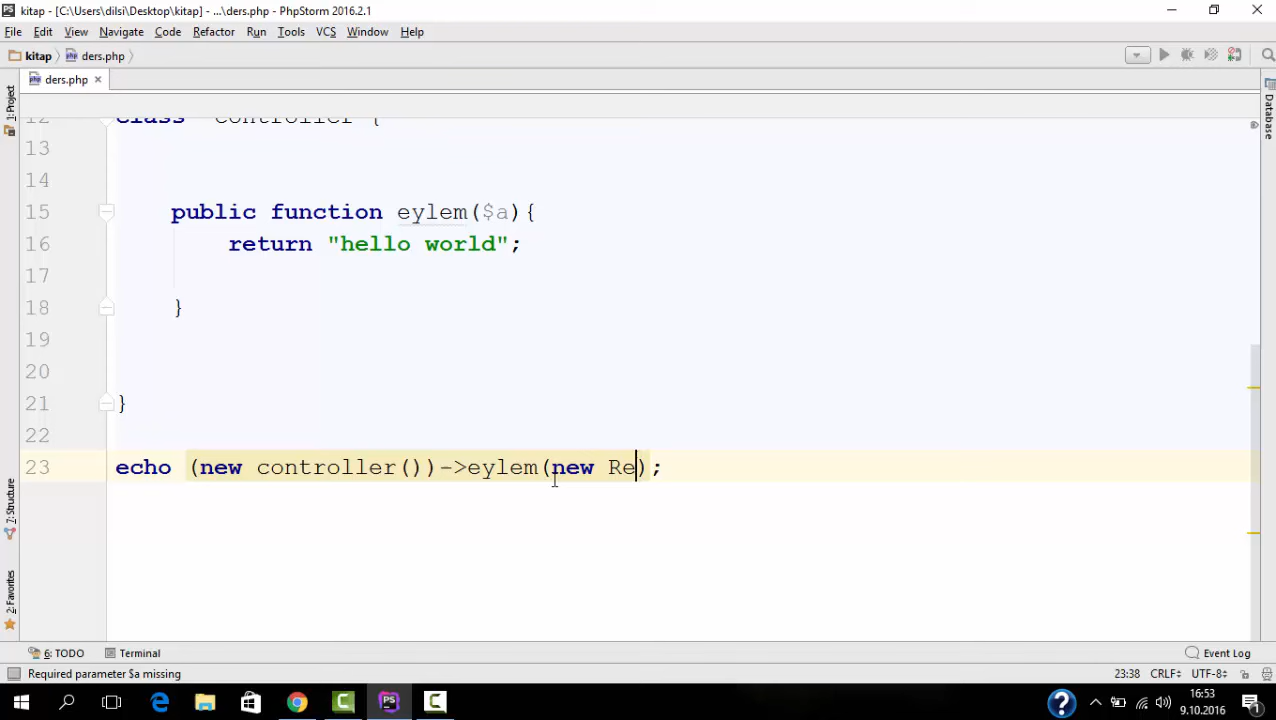 kitap - [C:\Users\dilsi\Desktop\kitap] - ...\ders.php - PhpStorm 2016.2.1
File Edit View Navigate Code Refactor Run Tools VCS Window Help
kitap ders.php
ders.php
1: Project
Database
7: Structure
2: Favorites
12 class controller {
13
14
15 public function eylem($a){
16 return "hello world";
17
18 }
19
20
21 }
22
23 echo (new controller())->eylem(new Re);
6: TODO Terminal Event Log
Required parameter $a missing 23:38 CRLF UTF-8
16:53
9.10.2016